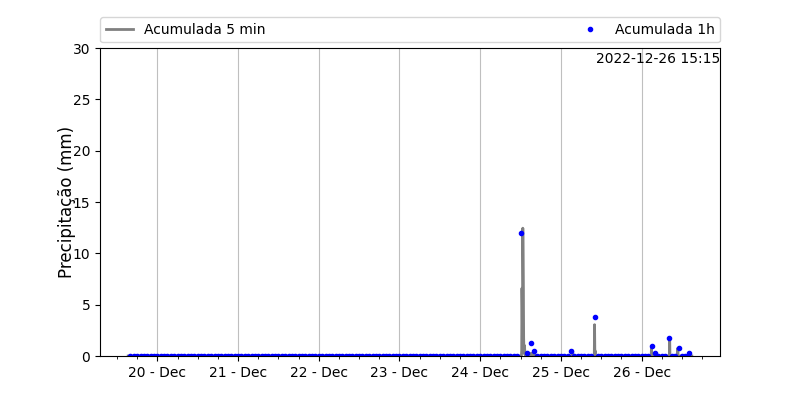 Acumulada 5 min
Acumulada 1h
2022-12-26 15:15
Precipitação (mm)
30
25
20
15
10
5
0
20 - Dec
21 - Dec
22 - Dec
23 - Dec
24 - Dec
25 - Dec
26 - Dec